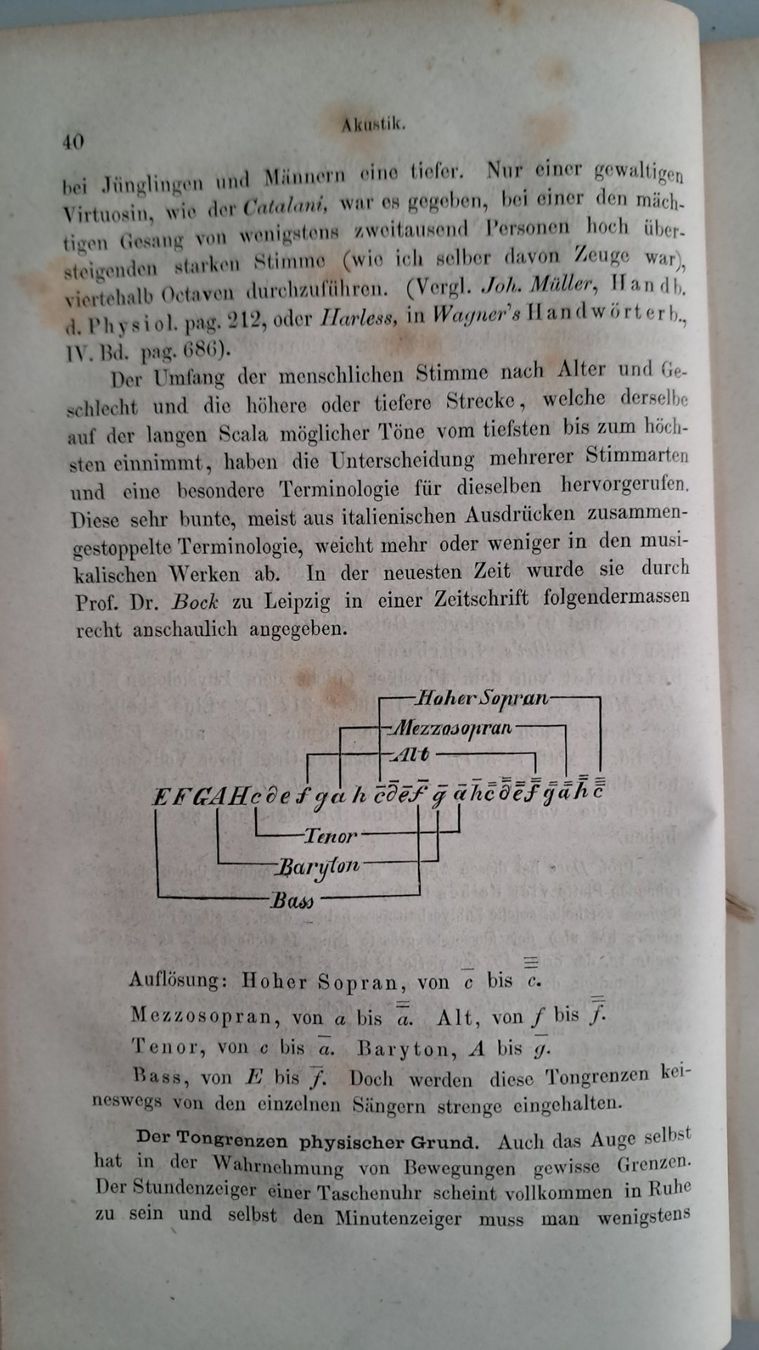 40
Akustik.
bei Jünglingen und Männern eine tiefer. Nur einer gewaltigen
Virtuosin, wie der Catalani, war es gegeben, bei einer den mäch-
tigen Gesang von wenigstens zweitausend Personen hoch über-
steigenden starken Stimme (wie ich selber davon Zeuge war),
viertehalb Octaven durchzuführen. (Vergl. Joh. Müller, Handb.
d. Physiol. pag. 212, oder Harless, in Wagner's Handwörterb.,
IV. Bd. pag. 686).
Der Umfang der menschlichen Stimme nach Alter und Ge-
schlecht und die höhere oder tiefere Strecke, welche derselbe
auf der langen Scala möglicher Töne vom tiefsten bis zum höch-
sten einnimmt, haben die Unterscheidung mehrerer Stimmarten
und eine besondere Terminologie für dieselben hervorgerufen.
Diese sehr bunte, meist aus italienischen Ausdrücken zusammen-
gestoppelte Terminologie, weicht mehr oder weniger in den musi-
kalischen Werken ab. In der neuesten Zeit wurde sie durch
Prof. Dr. Bock zu Leipzig in einer Zeitschrift folgendermassen
recht anschaulich angegeben.
Hoher Sopran
Mezzosopran
Alt
E F G A H c d e f g a h c̅ d̅ e̅ f̅ g̅ a̅ h̅ c̿ d̿ e̿ f̿ g̿ a̿ h̿ c̿̅
Tenor
Baryton
Bass
Auflösung: Hoher Sopran, von c̅ bis c̿̅.
Mezzosopran, von a bis a̿. Alt, von f bis f̿.
Tenor, von c bis a̅. Baryton, A bis g̅.
Bass, von E bis f̅. Doch werden diese Tongrenzen kei-
neswegs von den einzelnen Sängern strenge eingehalten.
Der Tongrenzen physischer Grund. Auch das Auge selbst
hat in der Wahrnehmung von Bewegungen gewisse Grenzen.
Der Stundenzeiger einer Taschenuhr scheint vollkommen in Ruhe
zu sein und selbst den Minutenzeiger muss man wenigstens